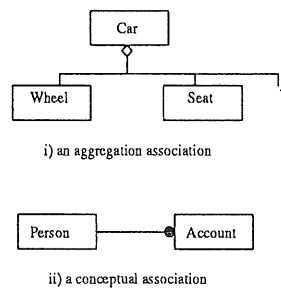 Car
Wheel
Seat
i) an aggregation association
Person
Account
ii) a conceptual association